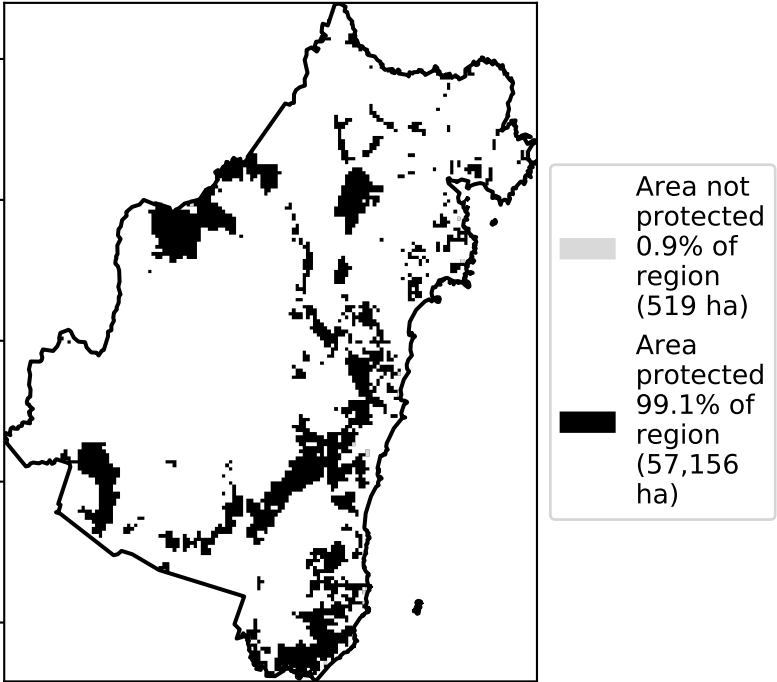 Area not
protected
0.9% of
region
(519 ha)
Area
protected
99.1% of
region
(57,156
ha)